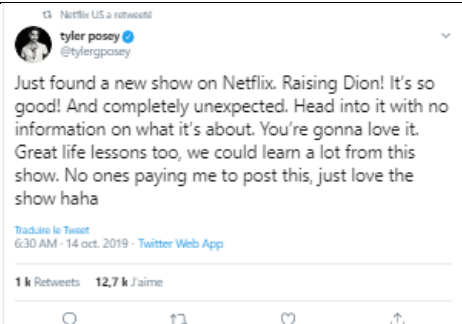 Netflix US a retweeté
tyler posey
@tylergposey
Just found a new show on Netflix. Raising Dion! It's so
good! And completely unexpected. Head into it with no
information on what it's about. You're gonna love it.
Great life lessons too, we could learn a lot from this
show. No ones paying me to post this, just love the
show haha
Traduire le Tweet
6:30 AM · 14 oct. 2019 · Twitter Web App
1 k Retweets 12,7 k J'aime